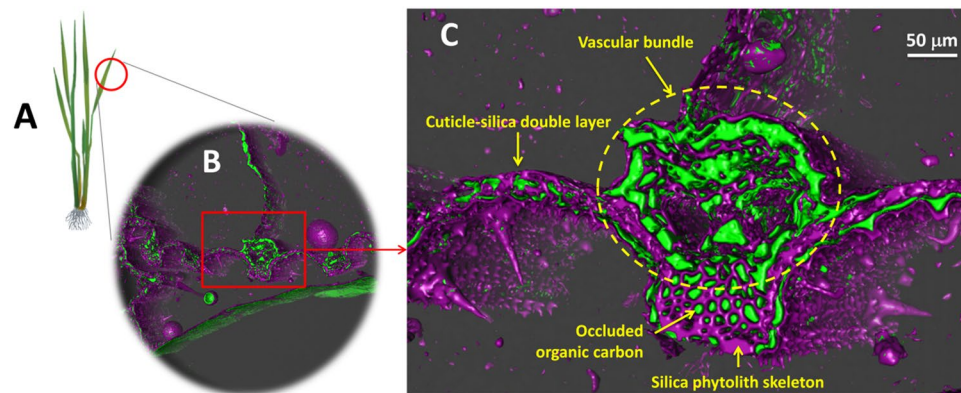 A
B
C
50 μm
Vascular bundle
Cuticle-silica double layer
Occluded
organic carbon
Silica phytolith skeleton